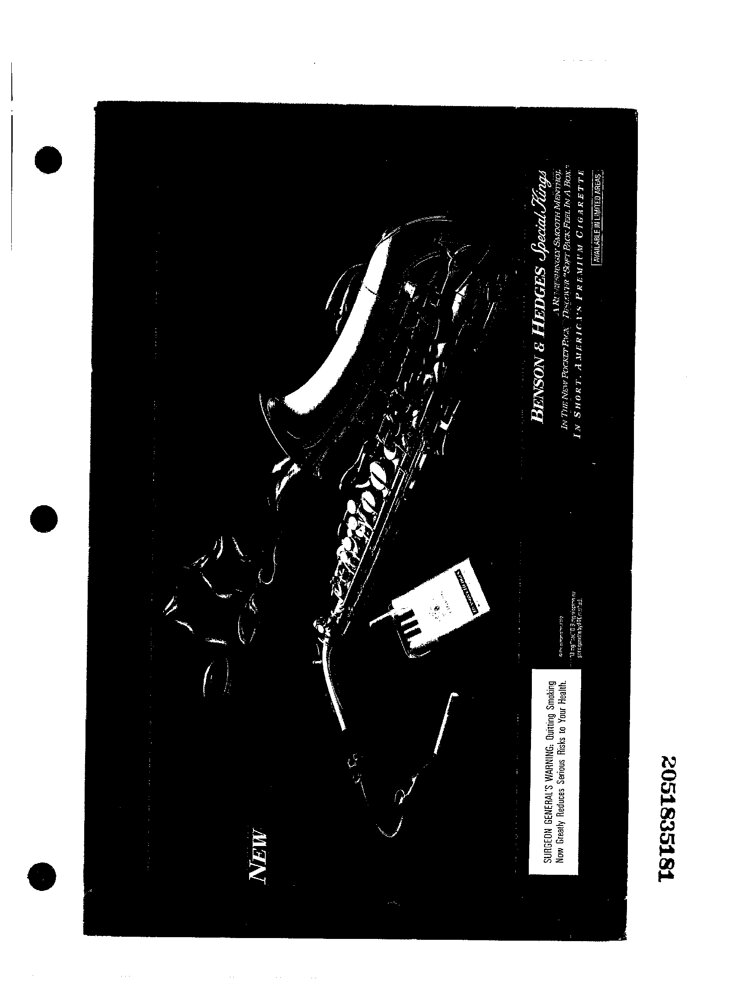 NEW
BENSON & HEDGES Special Kings
A REFRESHINGLY SMOOTH MENTHOL
IN THE NEW POCKET PACK. DISCOVER "SOFT PACK FEEL IN A BOX."
IN SHORT, AMERICA'S PREMIUM CIGARETTE
AVAILABLE IN LIMITED AREAS
SURGEON GENERAL'S WARNING: Quitting Smoking
Now Greatly Reduces Serious Risks to Your Health.
2051835181